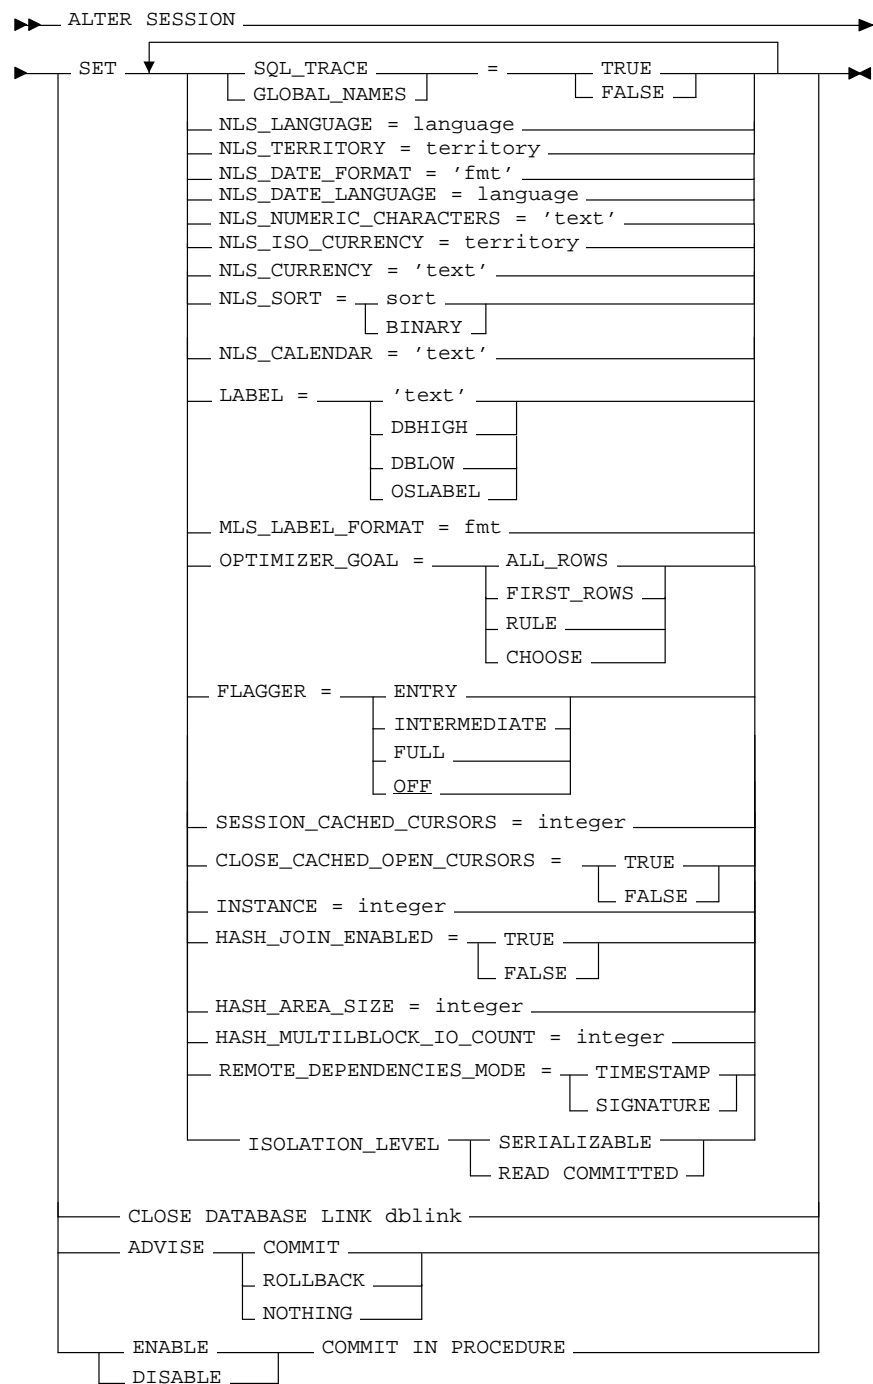 ALTER SESSION
SET SQL_TRACE = TRUE
GLOBAL_NAMES FALSE
NLS_LANGUAGE = language
NLS_TERRITORY = territory
NLS_DATE_FORMAT = ’fmt’
NLS_DATE_LANGUAGE = language
NLS_NUMERIC_CHARACTERS = ’text’
NLS_ISO_CURRENCY = territory
NLS_CURRENCY = ’text’
NLS_SORT = sort
BINARY
NLS_CALENDAR = ’text’
LABEL = ’text’
DBHIGH
DBLOW
OSLABEL
MLS_LABEL_FORMAT = fmt
OPTIMIZER_GOAL = ALL_ROWS
FIRST_ROWS
RULE
CHOOSE
FLAGGER = ENTRY
INTERMEDIATE
FULL
OFF
SESSION_CACHED_CURSORS = integer
CLOSE_CACHED_OPEN_CURSORS = TRUE
FALSE
INSTANCE = integer
HASH_JOIN_ENABLED = TRUE
FALSE
HASH_AREA_SIZE = integer
HASH_MULTILBLOCK_IO_COUNT = integer
REMOTE_DEPENDENCIES_MODE = TIMESTAMP
SIGNATURE
ISOLATION_LEVEL SERIALIZABLE
READ COMMITTED
CLOSE DATABASE LINK dblink
ADVISE COMMIT
ROLLBACK
NOTHING
ENABLE COMMIT IN PROCEDURE
DISABLE